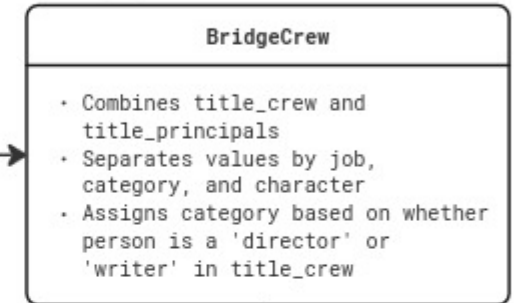 BridgeCrew
· Combines title_crew and
title_principals
· Separates values by job,
category, and character
· Assigns category based on whether
person is a 'director' or
'writer' in title_crew